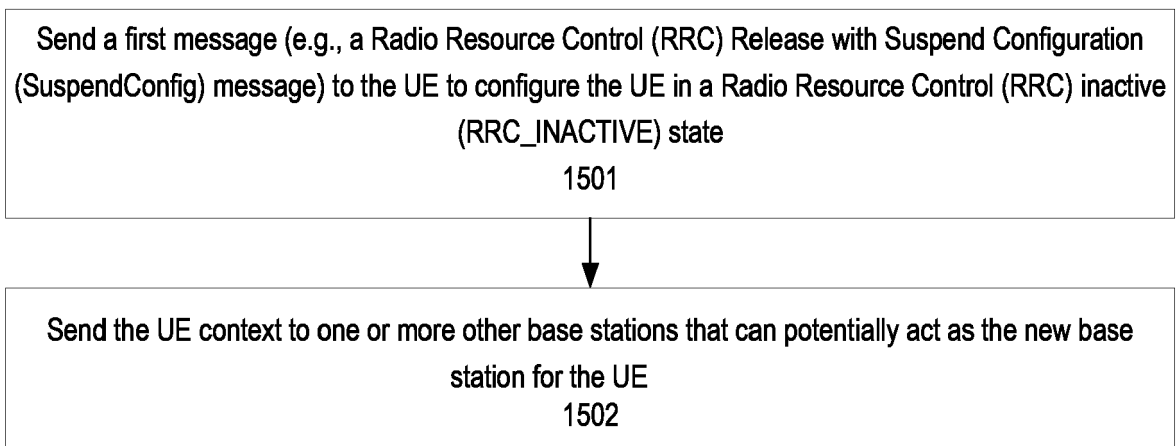 Send a first message (e.g., a Radio Resource Control (RRC) Release with Suspend Configuration
(SuspendConfig) message) to the UE to configure the UE in a Radio Resource Control (RRC) inactive
(RRC_INACTIVE) state
1501
Send the UE context to one or more other base stations that can potentially act as the new base
station for the UE
1502